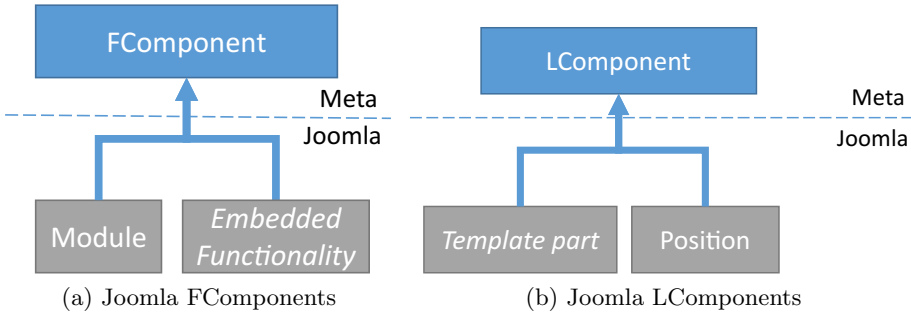 FComponent
Meta
Joomla
Module
Embedded
Functionality
(a) Joomla FComponents
LComponent
Meta
Joomla
Template part
Position
(b) Joomla LComponents